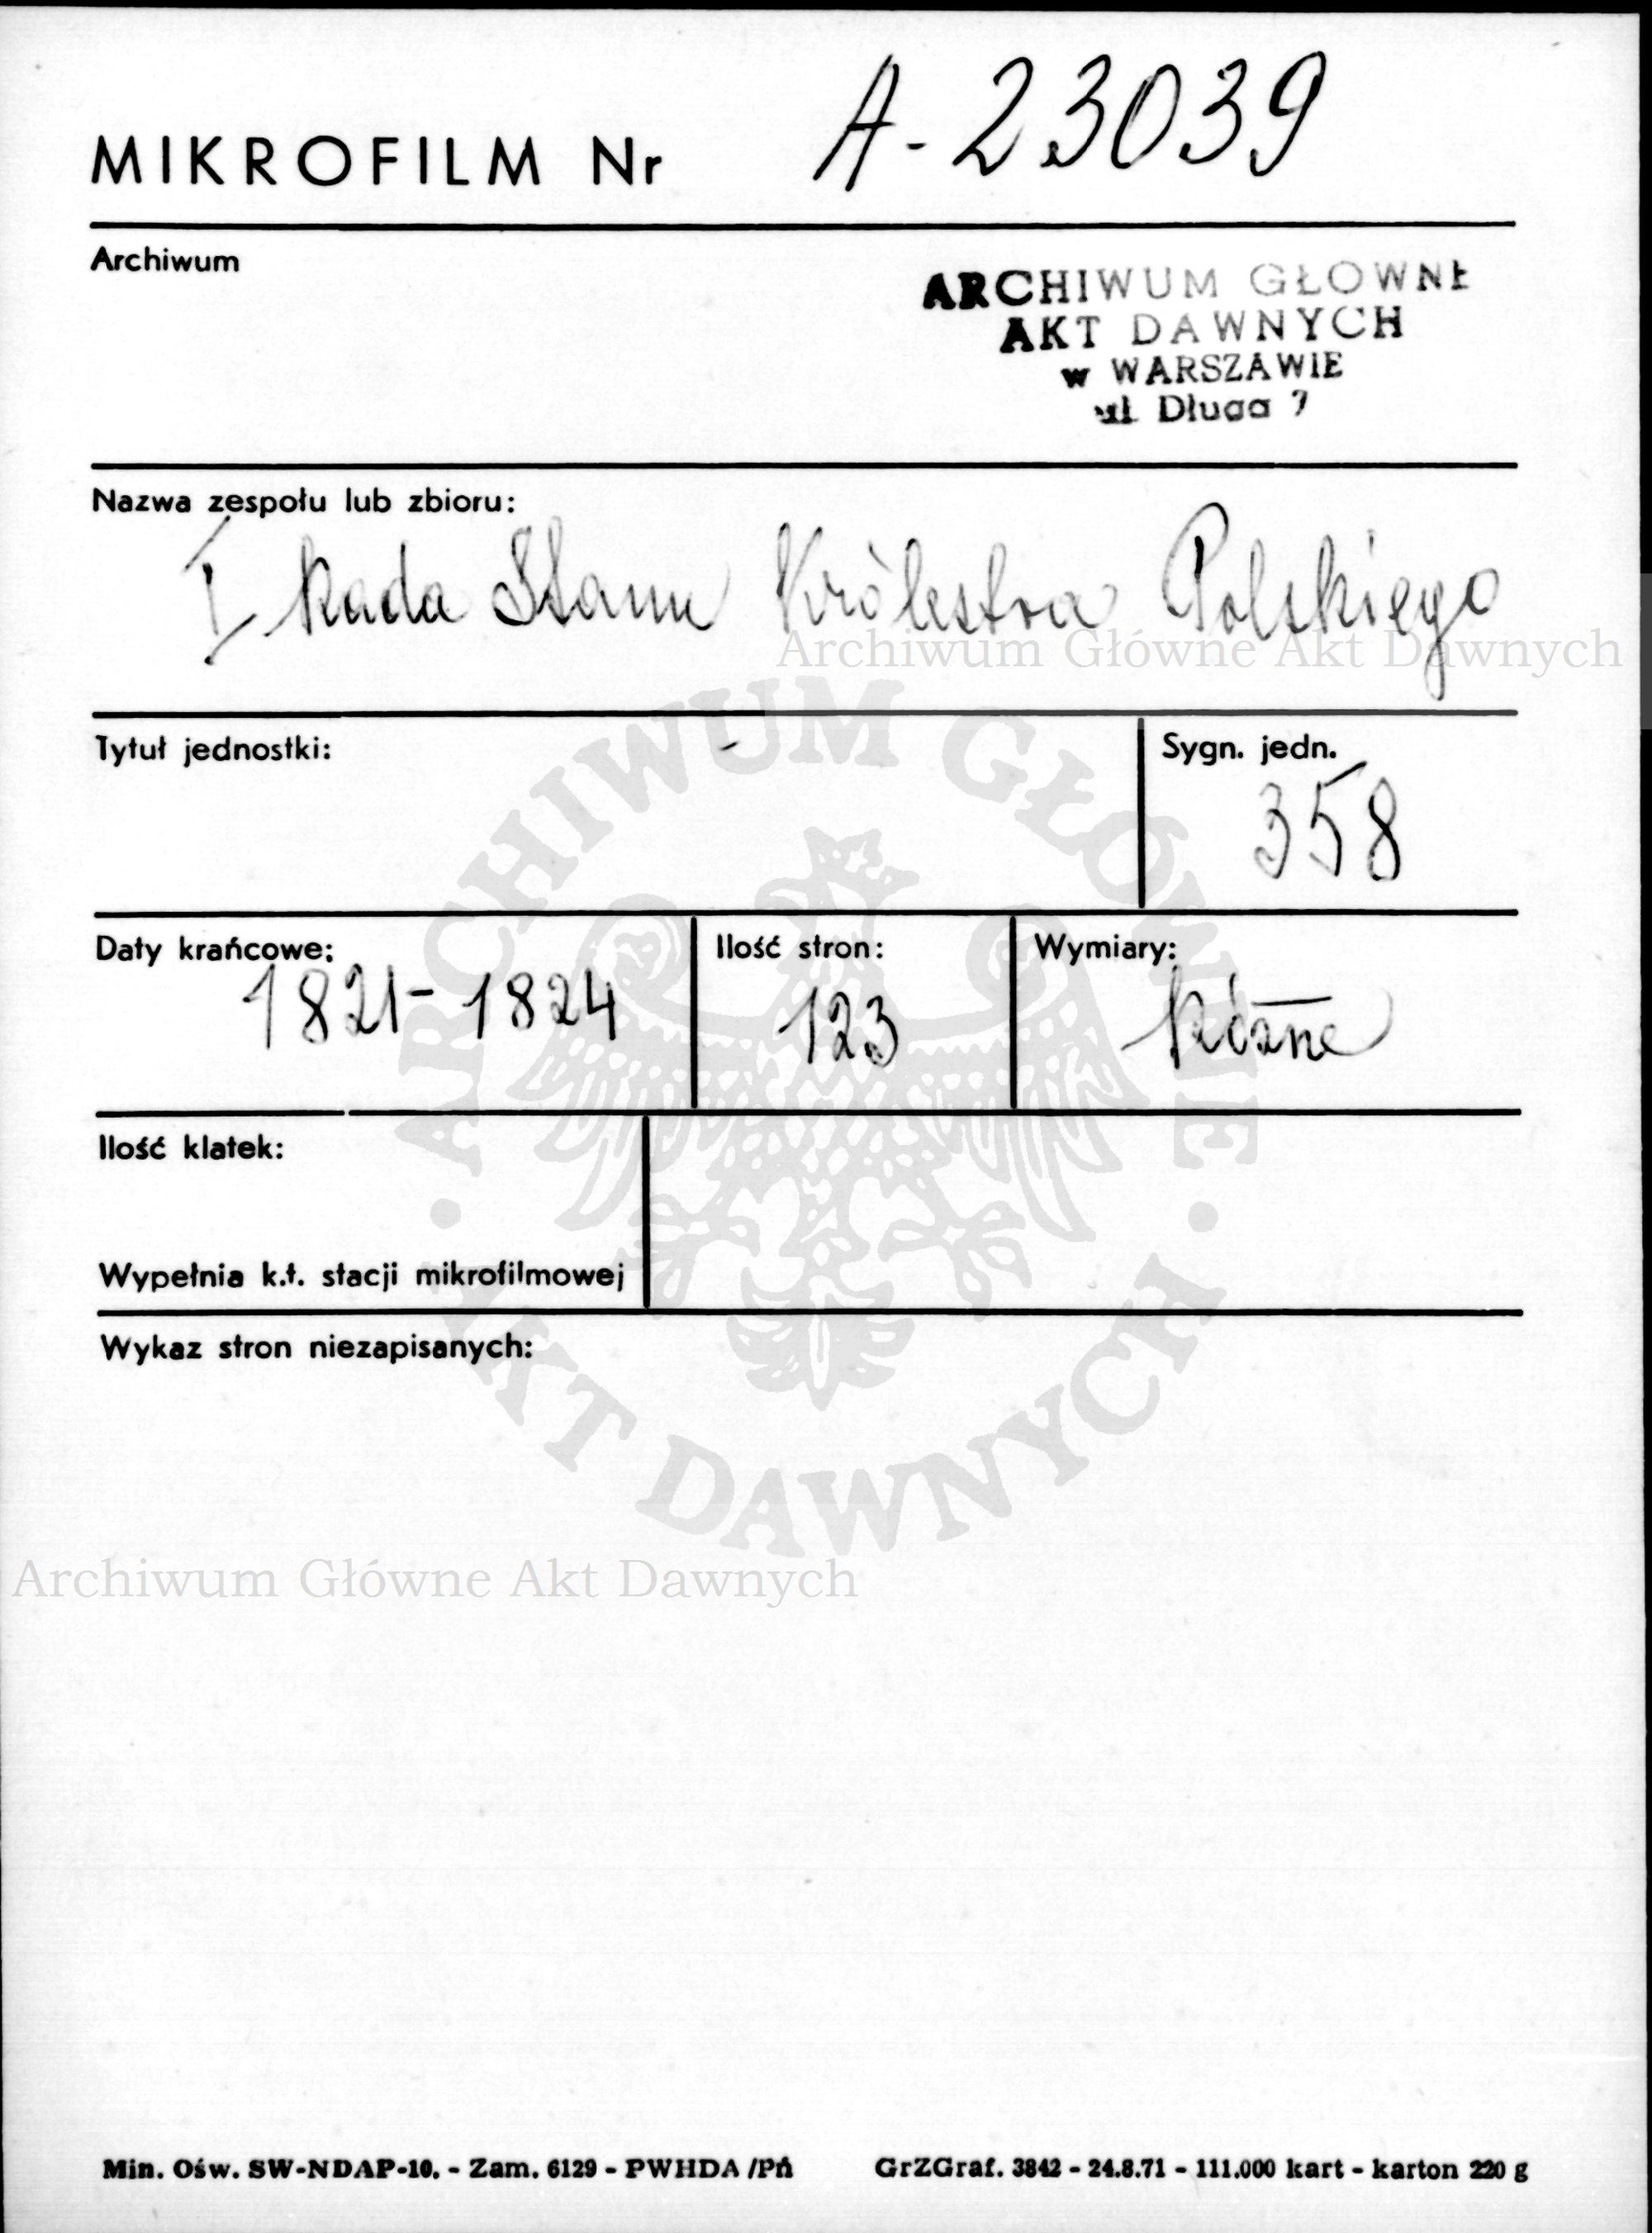 MIKROFILM Nr A-23039
Archiwum
ARCHIWUM GŁOWNE
AKT DAWNYCH
w WARSZAWIE
ul Długa 7
Nazwa zespołu lub zbioru:
I Rada Stanu Królestwa Polskiego
Archiwum Główne Akt Dawnych
Tytuł jednostki:
Sygn. jedn.
-
358
ARCHIWUM GŁÓWNE
AKT DAWNYCH
Daty krańcowe: Ilość stron: Wymiary:
1821-1824 123 Różne
Ilość klatek:
Wypełnia k.t. stacji mikrofilmowej
Wykaz stron niezapisanych:
Archiwum Główne Akt Dawnych
Min. Ośw. SW-NDAP-10. - Zam. 6129 - PWHDA /Pń GrZGraf. 3842 - 24.8.71 - 111.000 kart - karton 220 g